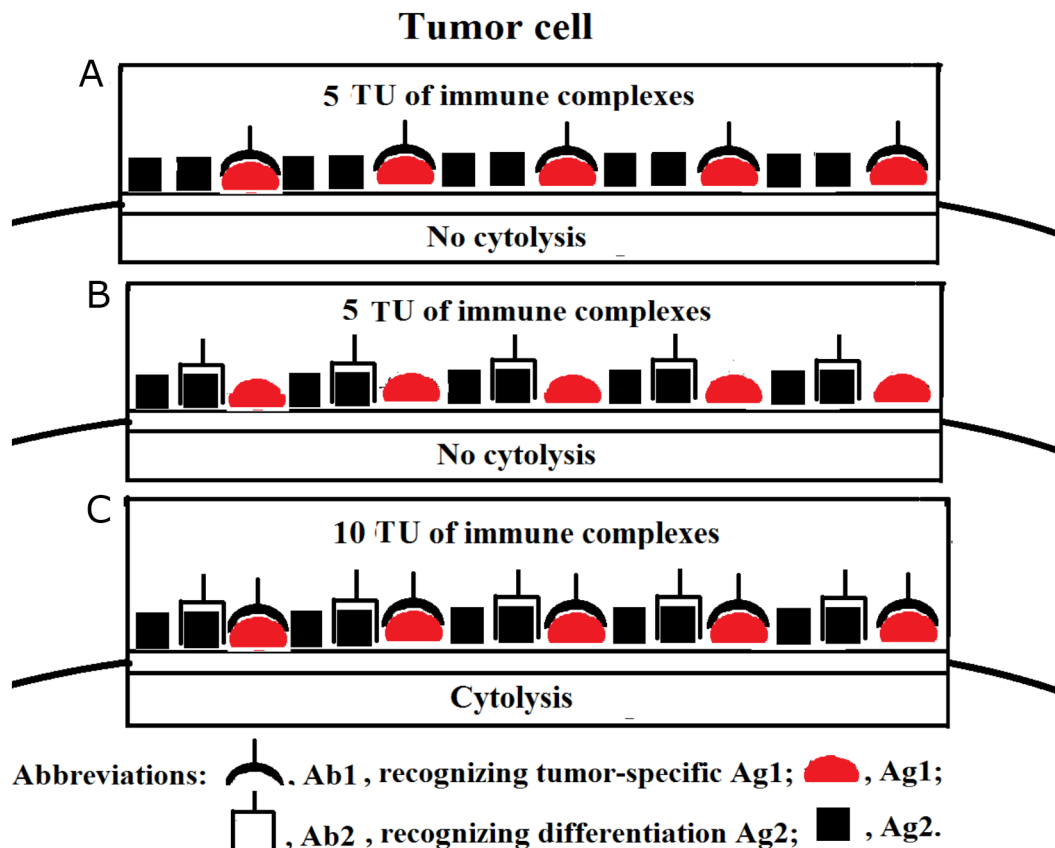 Tumor cell
A
5 TU of immune complexes
No cytolysis
B
5 TU of immune complexes
No cytolysis
C
10 TU of immune complexes
Cytolysis
Abbreviations: , Ab1 , recognizing tumor-specific Ag1; , Ag1;
, Ab2 , recognizing differentiation Ag2; , Ag2.